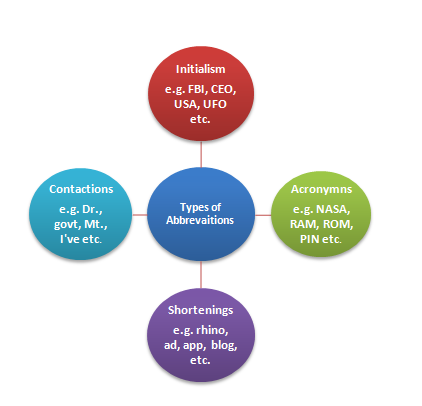 Initialism
e.g. FBI, CEO,
USA, UFO
etc.
Contactions
e.g. Dr.,
govt, Mt.,
I've etc.
Types of
Abbrevaitions
Acronymns
e.g. NASA,
RAM, ROM,
PIN etc.
Shortenings
e.g. rhino,
ad, app, blog,
etc.